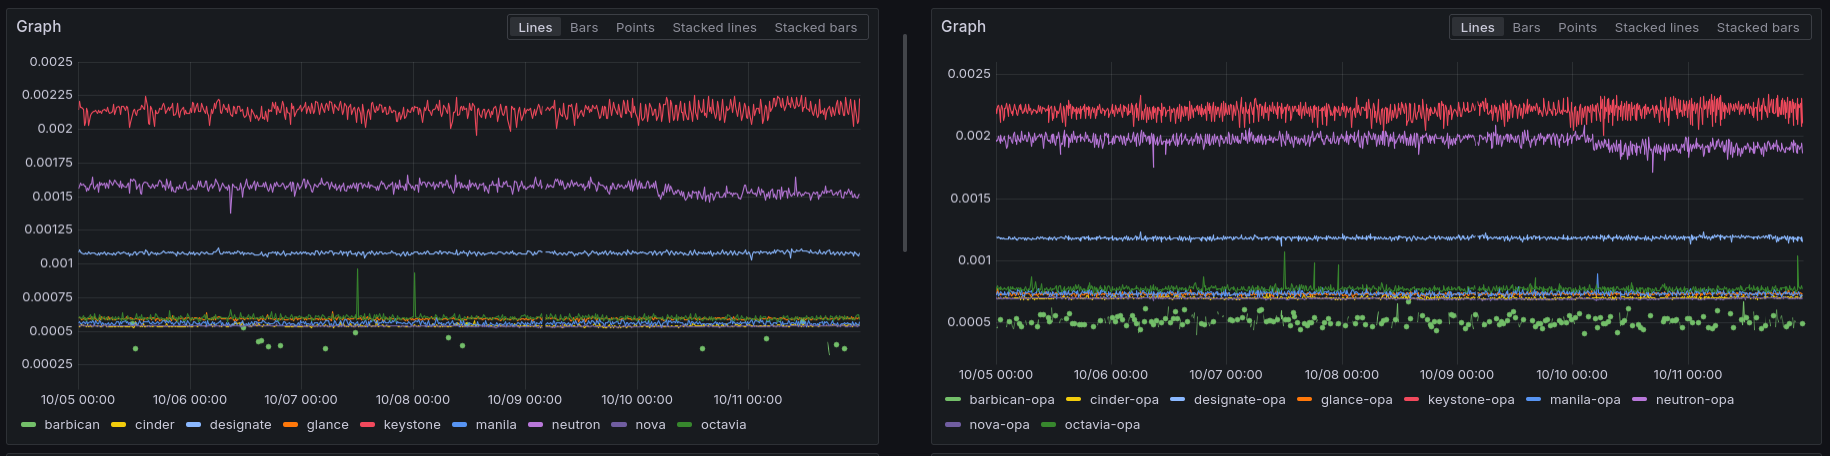 Graph
Lines Bars Points Stacked lines Stacked bars
0.0025
0.00225
0.002
0.00175
0.0015
0.00125
0.001
0.00075
0.0005
0.00025
10/05 00:00 10/06 00:00 10/07 00:00 10/08 00:00 10/09 00:00 10/10 00:00 10/11 00:00
barbican cinder designate glance keystone manila neutron nova octavia
Graph
Lines Bars Points Stacked lines Stacked bars
0.0025
0.002
0.0015
0.001
0.0005
10/05 00:00 10/06 00:00 10/07 00:00 10/08 00:00 10/09 00:00 10/10 00:00 10/11 00:00
barbican-opa cinder-opa designate-opa glance-opa keystone-opa manila-opa neutron-opa
nova-opa octavia-opa